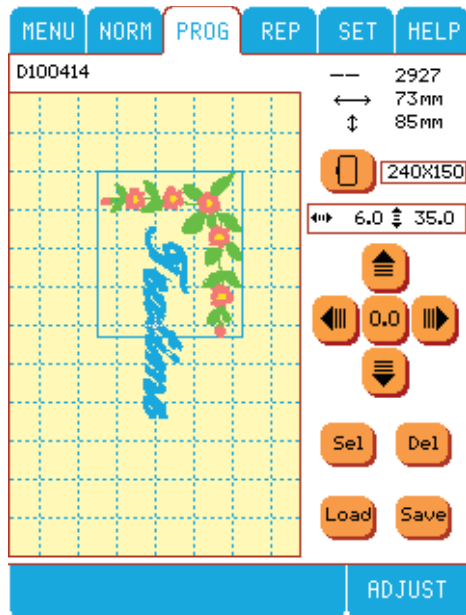 MENU NORM PROG REP SET HELP
D100414
2927
73mm
85mm
240X150
6.0 35.0
0.0
Sel Del
Load Save
ADJUST